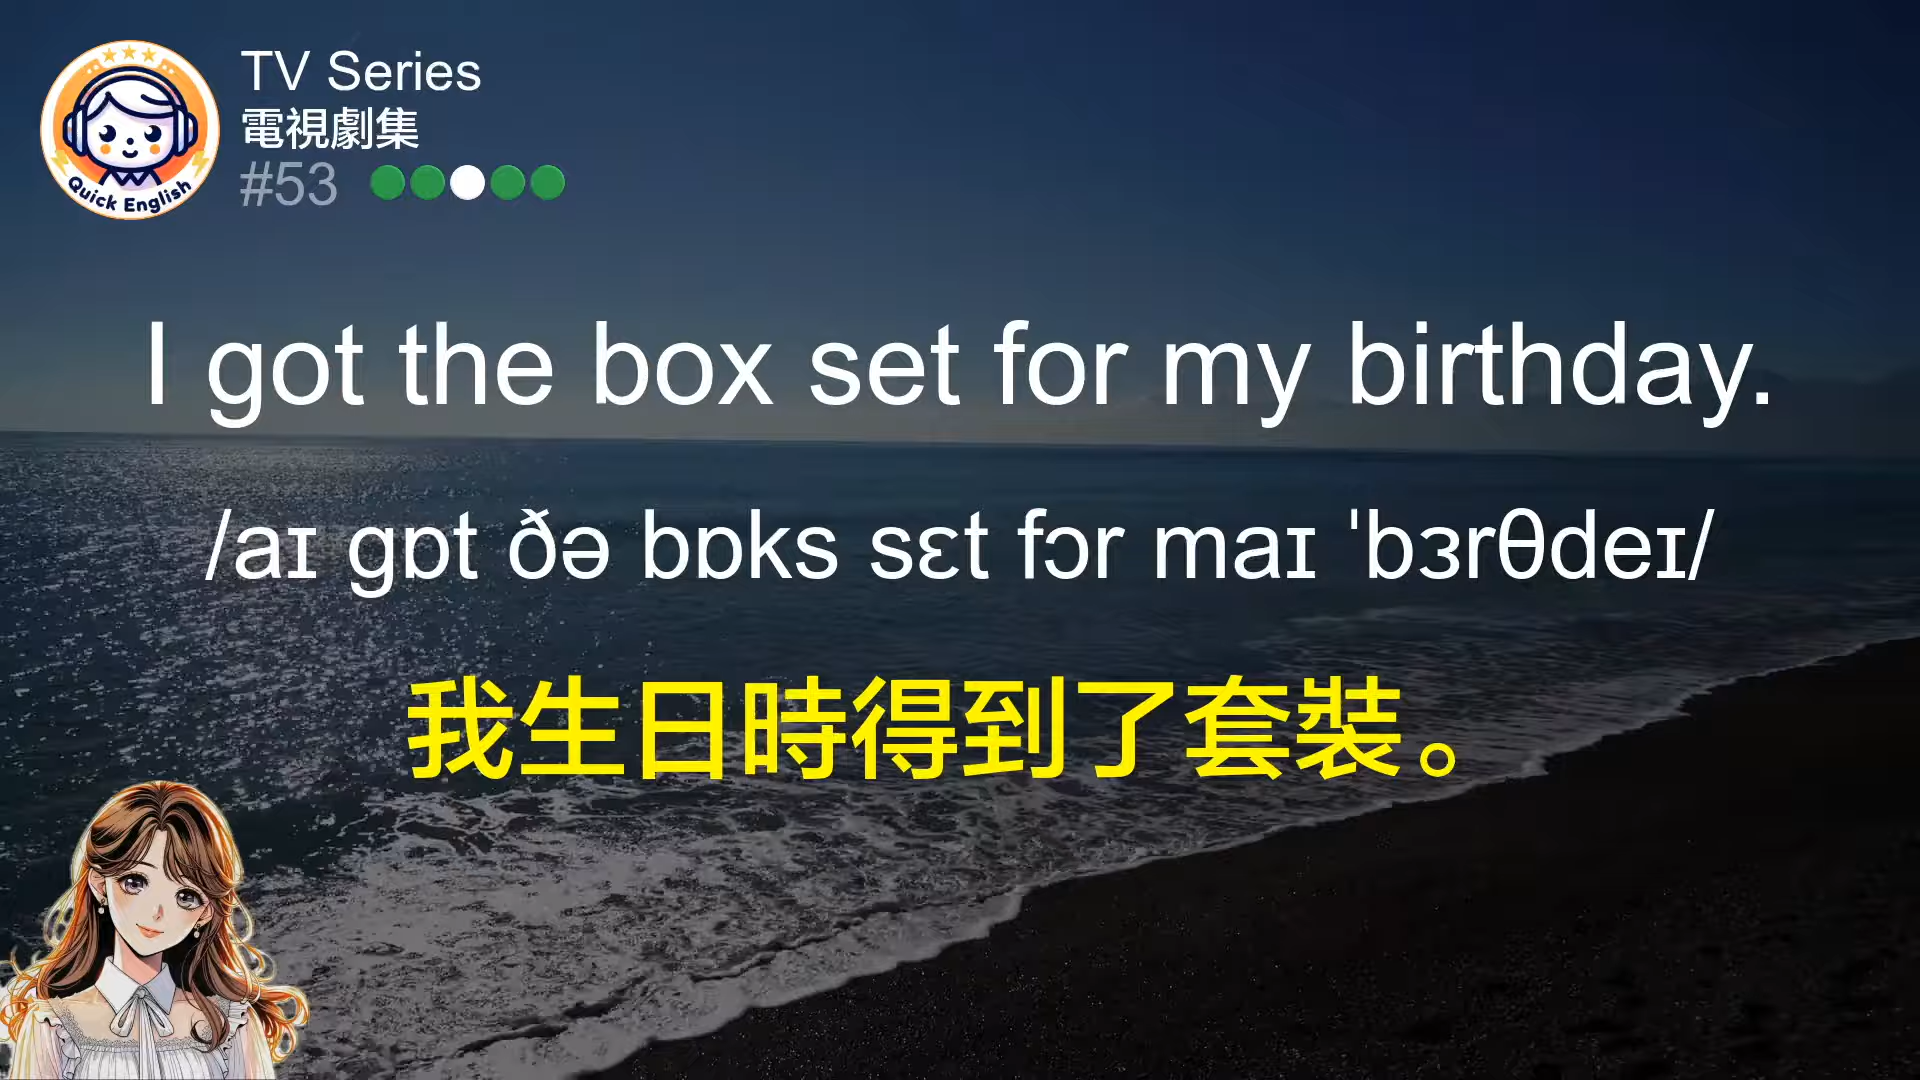 TV Series
電視劇集
#53
Quick English
I got the box set for my birthday.
/aɪ gɒt ðə bɒks sɛt fɔr maɪ ˈbɜrθdeɪ/
我生日時得到了套裝。